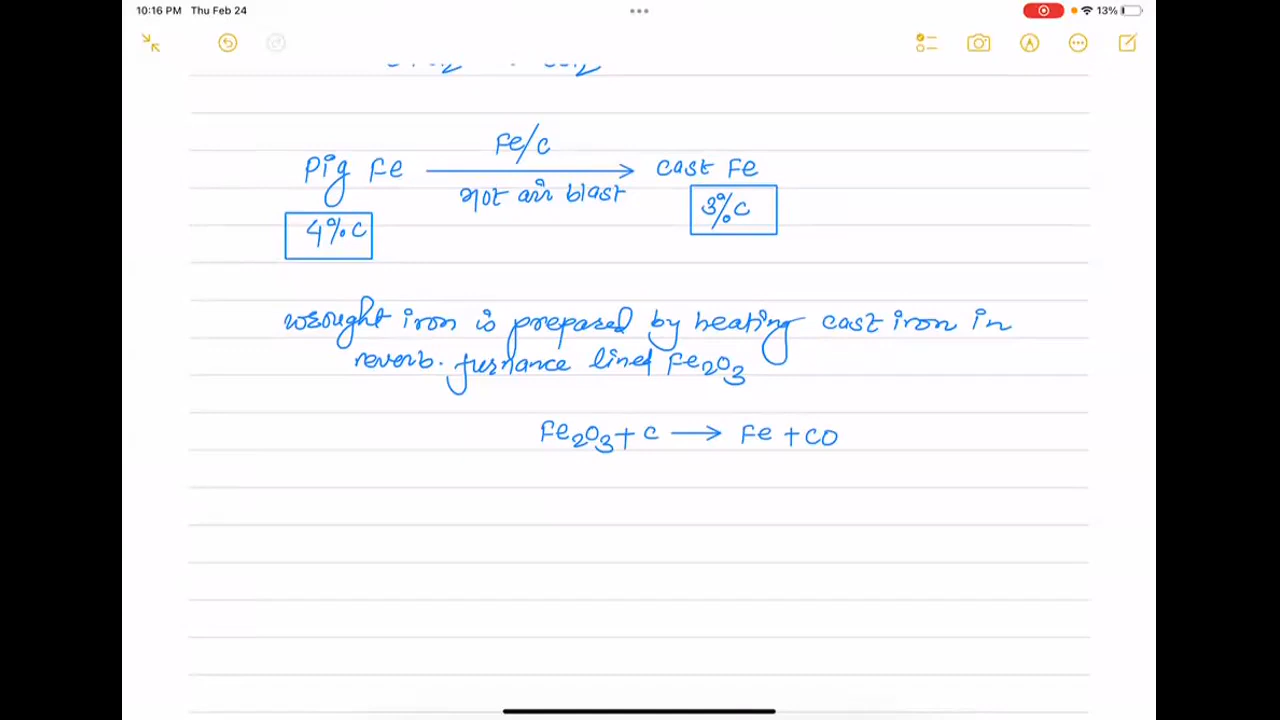 10:16 PM Thu Feb 24
13%
Fe/C
Pig Fe → cast Fe
hot air blast
3%C
4%C
wrought iron is prepared by heating cast iron in
reverb. furnance lined Fe2O3
Fe2O3 + C → Fe + CO